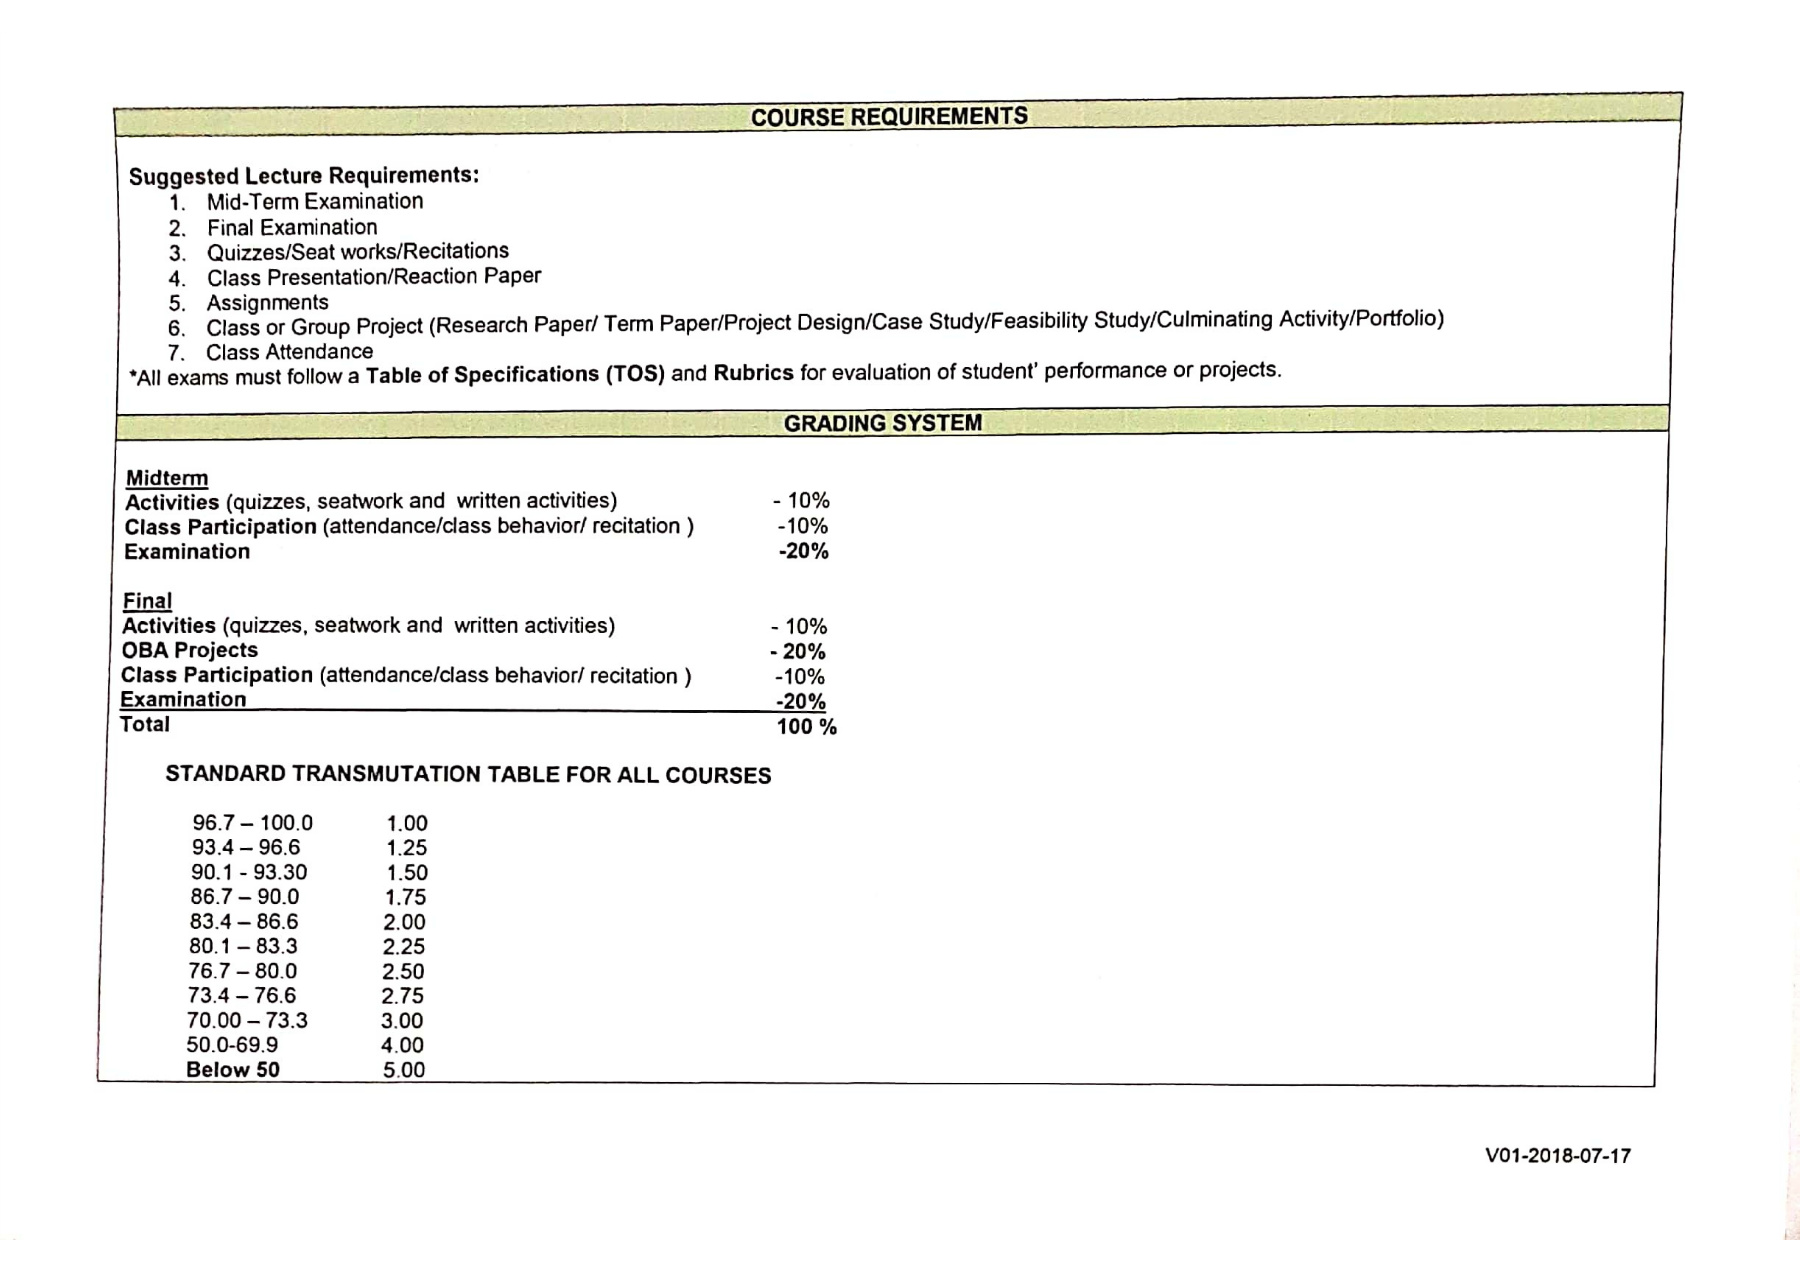 COURSE REQUIREMENTS
Suggested Lecture Requirements:
1. Mid-Term Examination
2. Final Examination
3. Quizzes/Seat works/Recitations
4. Class Presentation/Reaction Paper
5. Assignments
6. Class or Group Project (Research Paper/ Term Paper/Project Design/Case Study/Feasibility Study/Culminating Activity/Portfolio)
7. Class Attendance
*All exams must follow a Table of Specifications (TOS) and Rubrics for evaluation of student' performance or projects.
GRADING SYSTEM
Midterm
Activities (quizzes, seatwork and written activities) - 10%
Class Participation (attendance/class behavior/ recitation ) -10%
Examination -20%
Final
Activities (quizzes, seatwork and written activities) - 10%
OBA Projects - 20%
Class Participation (attendance/class behavior/ recitation ) -10%
Examination -20%
Total 100 %
STANDARD TRANSMUTATION TABLE FOR ALL COURSES
96.7 – 100.0 1.00
93.4 – 96.6 1.25
90.1 - 93.30 1.50
86.7 – 90.0 1.75
83.4 – 86.6 2.00
80.1 – 83.3 2.25
76.7 – 80.0 2.50
73.4 – 76.6 2.75
70.00 – 73.3 3.00
50.0-69.9 4.00
Below 50 5.00
V01-2018-07-17